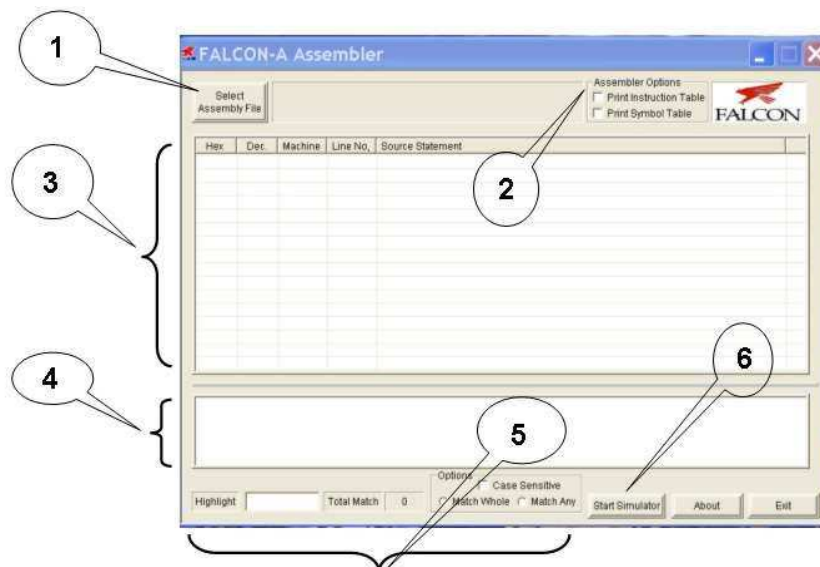 1
FALCON-A Assembler
Select
Assembly File
Assembler Options
Print Instruction Table
Print Symbol Table
FALCON
Hex Dec. Machine Line No, Source Statement
2
3
4
5
6
Options
Case Sensitive
Highlight Total Match 0 Match Whole Match Any Start Simulator About Exit